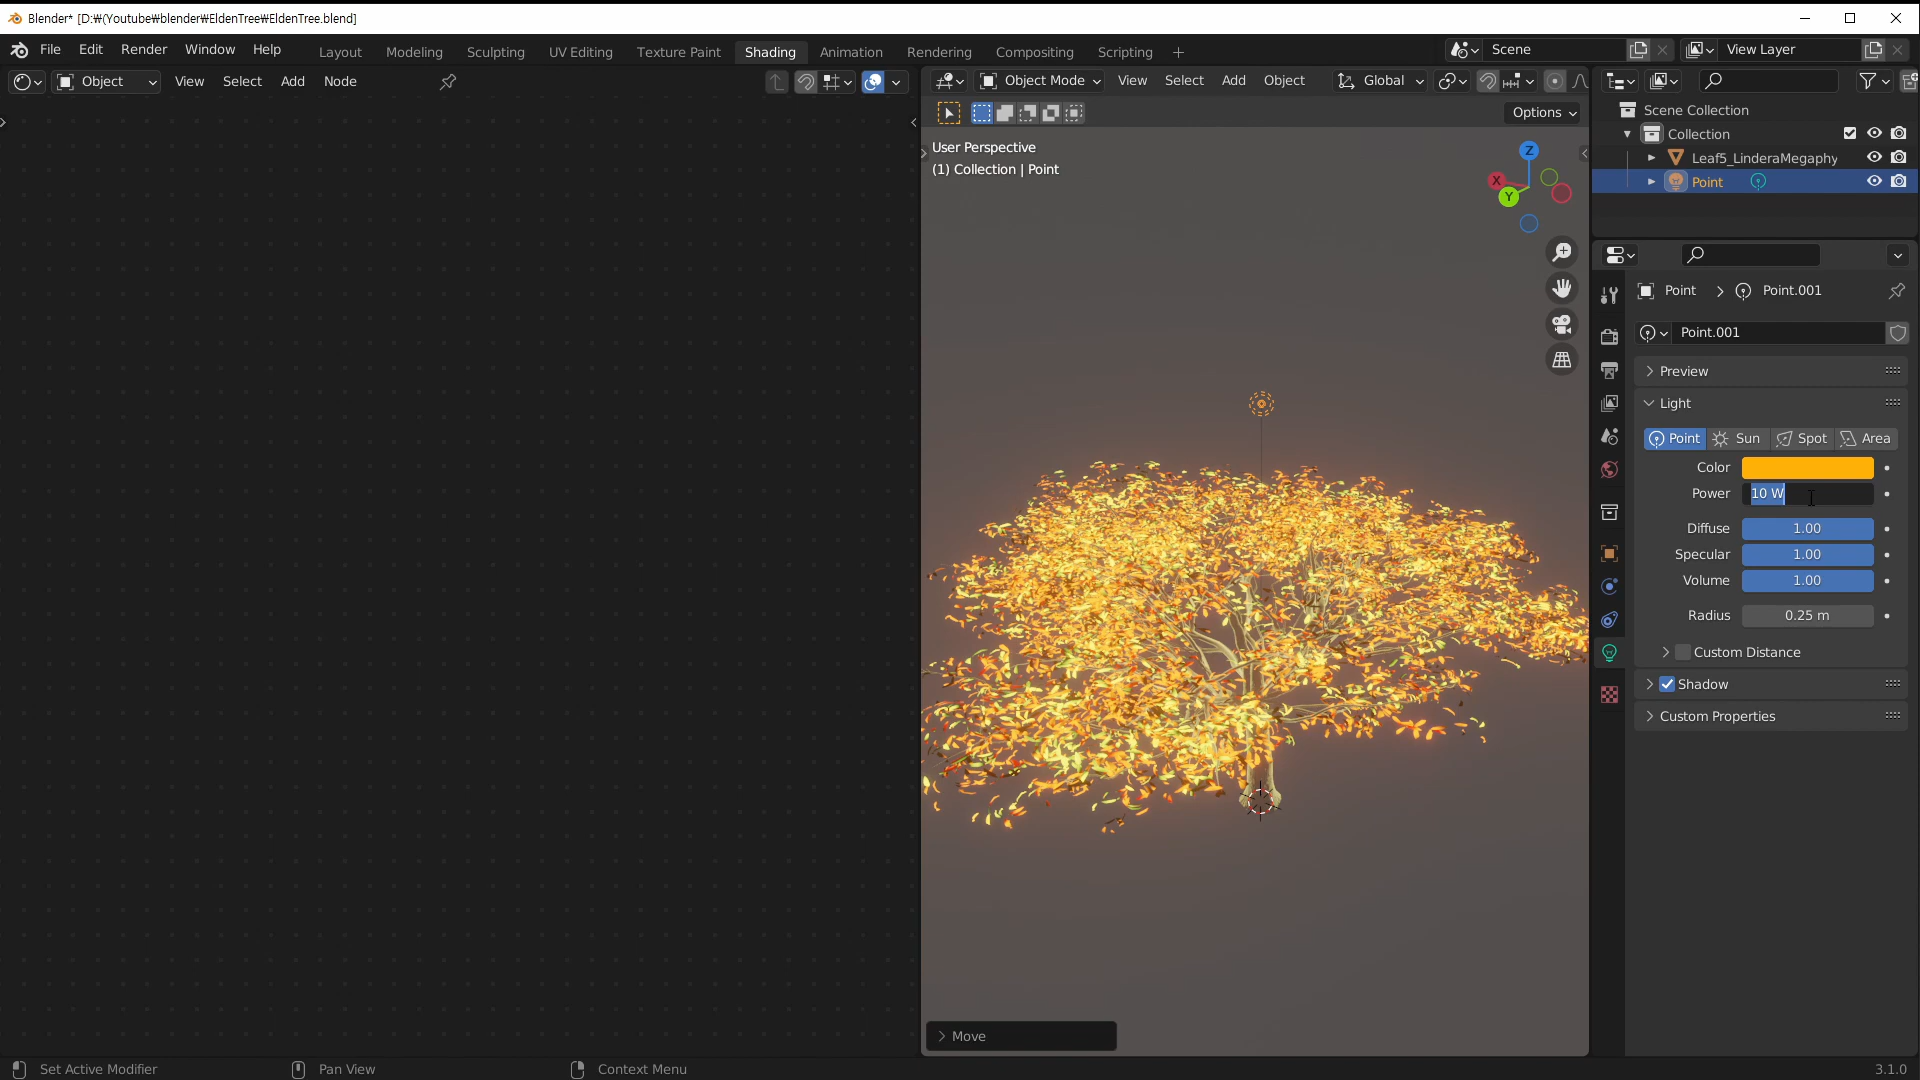 Blender* [D:₩(Youtube₩blender₩EldenTree₩EldenTree.blend]
File Edit Render Window Help
Layout Modeling Sculpting UV Editing Texture Paint Shading Animation Rendering Compositing Scripting +
Scene
View Layer
Object View Select Add Node
Object Mode View Select Add Object Global
Options
User Perspective
(1) Collection | Point
Z
X
Y
Move
Scene Collection
Collection
Leaf5_LinderaMegaphy
Point
Point > Point.001
Point.001
Preview
Light
Point Sun Spot Area
Color
Power 10 W
Diffuse 1.00
Specular 1.00
Volume 1.00
Radius 0.25 m
Custom Distance
Shadow
Custom Properties
Set Active Modifier Pan View Context Menu 3.1.0